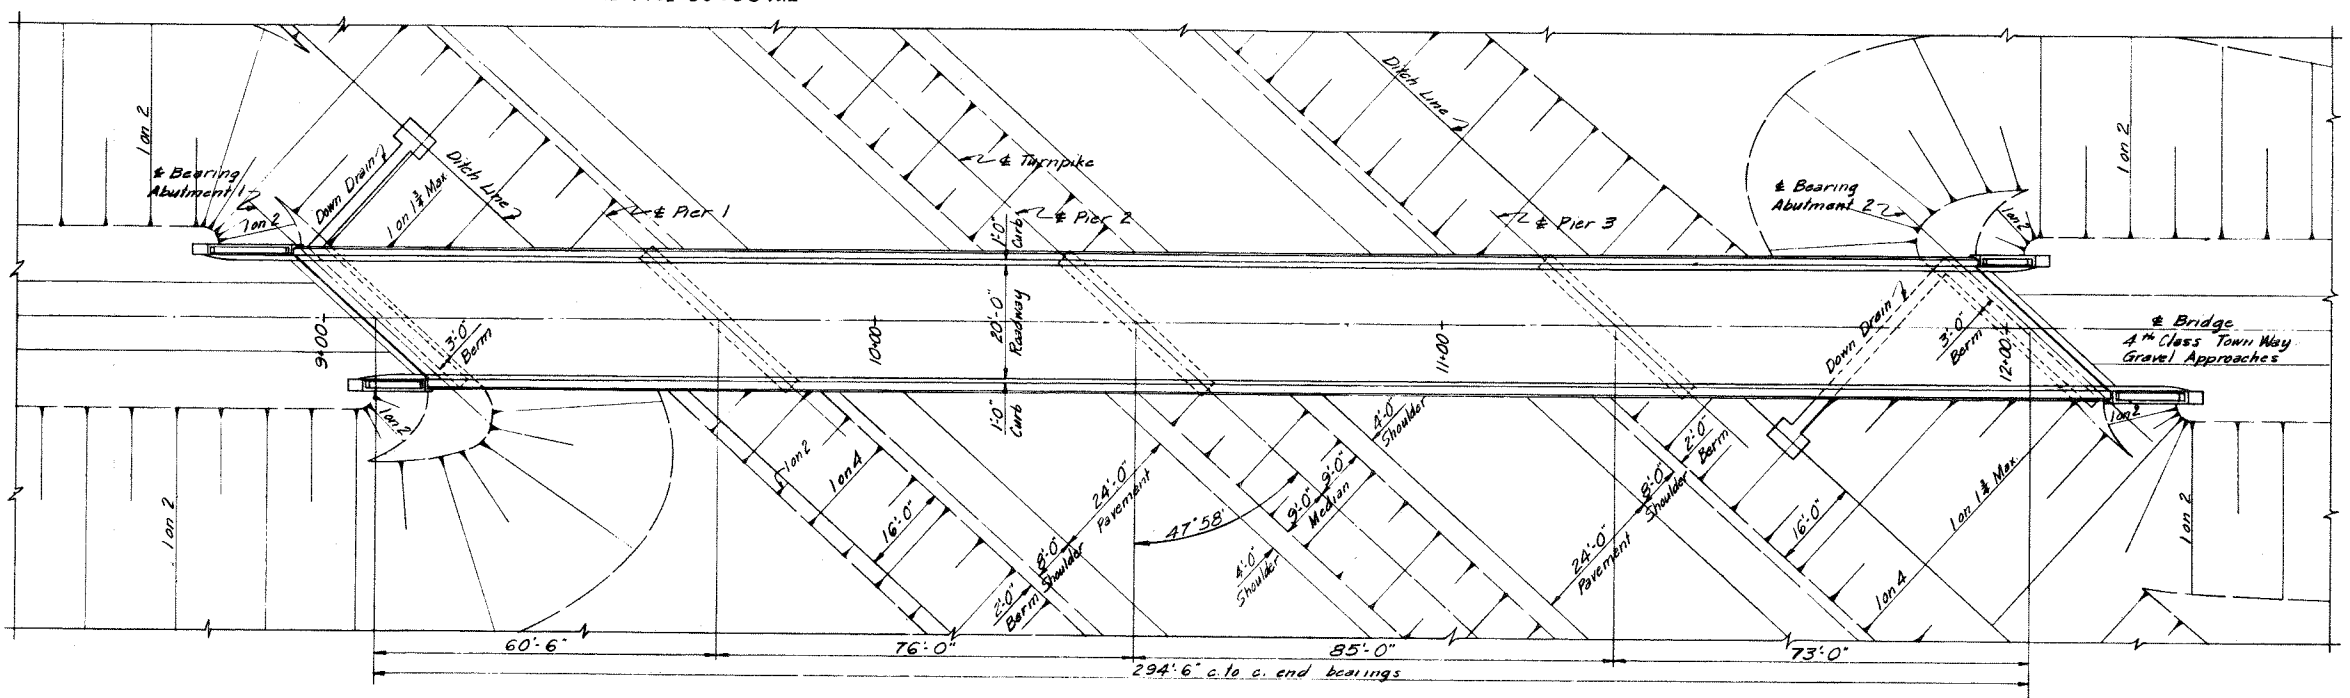 1 on 2
℄ Bearing
Abutment 1
1 on 2
Down Drain
1 on 1¾ Max.
Ditch Line
℄ Pier 1
℄ Turnpike
℄ Pier 2
1'-0"
Curb
Ditch Line
℄ Pier 3
℄ Bearing
Abutment 2
1 on 2
1 on 2
9+00
3'-0"
Berm
10+00
20'-0"
Roadway
11+00
Down Drain
3'-0"
Berm
12+00
℄ Bridge
4th Class Town Way
Gravel Approaches
1 on 2
1 on 2
1'-0"
Curb
1 on 2
1 on 4
16'-0"
2'-0"
Berm
8'-0"
Shoulder
24'-0"
Pavement
47°58'
4'-0"
Shoulder
9'-0"
9'-0"
Median
4'-0"
Shoulder
24'-0"
Pavement
8'-0"
Shoulder
2'-0"
Berm
16'-0"
1 on 4
1 on 1¾ Max.
1 on 2
1 on 2
60'-6"
76'-0"
85'-0"
73'-0"
294'-6" c. to c. end bearings